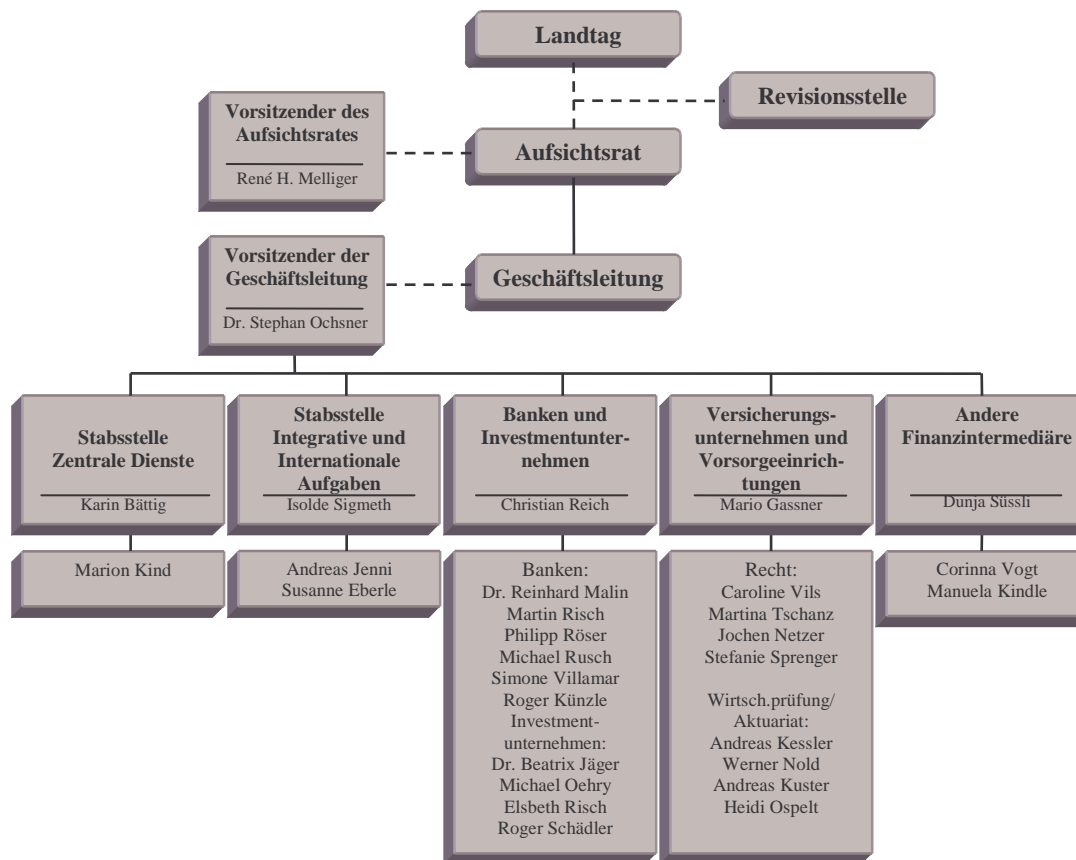 Landtag
Revisionsstelle
Vorsitzender des
Aufsichtsrates
René H. Melliger
Aufsichtsrat
Vorsitzender der
Geschäftsleitung
Dr. Stephan Ochsner
Geschäftsleitung
Stabsstelle
Zentrale Dienste
Karin Bättig
Stabsstelle
Integrative und
Internationale
Aufgaben
Isolde Sigmeth
Banken und
Investmentunter-
nehmen
Christian Reich
Versicherungs-
unternehmen und
Vorsorgeeinrich-
tungen
Mario Gassner
Andere
Finanzintermediäre
Dunja Süssli
Marion Kind
Andreas Jenni
Susanne Eberle
Banken:
Dr. Reinhard Malin
Martin Risch
Philipp Röser
Michael Rusch
Simone Villamar
Roger Künzle
Investment-
unternehmen:
Dr. Beatrix Jäger
Michael Oehry
Elsbeth Risch
Roger Schädler
Recht:
Caroline Vils
Martina Tschanz
Jochen Netzer
Stefanie Sprenger
Wirtsch.prüfung/
Aktuariat:
Andreas Kessler
Werner Nold
Andreas Kuster
Heidi Ospelt
Corinna Vogt
Manuela Kindle